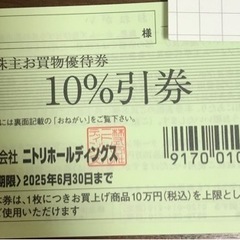 様
株主お買物優待券
10%引券
には裏面記載の「おねがい」をご覧下さい。
会社 ニトリホールディングス
9170010
期限>2025年6月30日まで
券は、1枚につきお買上げ商品10万円(税込)を上限とし
ご使用いただけます